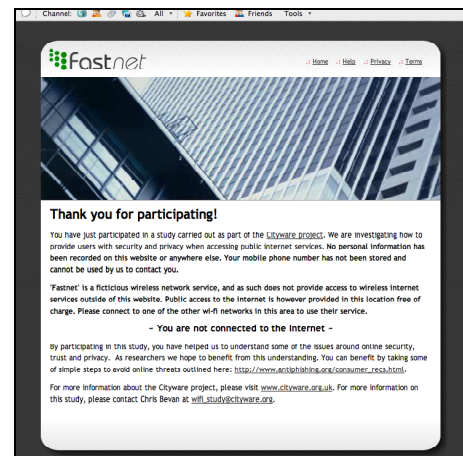 Channel: All Favorites Friends Tools
Fastnet
.: Home .: Help .: Privacy .: Terms
Thank you for participating!
You have just participated in a study carried out as part of the Cityware project. We are investigating how to
provide users with security and privacy when accessing public internet services. No personal information has
been recorded on this website or anywhere else. Your mobile phone number has not been stored and
cannot be used by us to contact you.
'Fastnet' is a ficticious wireless network service, and as such does not provide access to wireless internet
services outside of this website. Public access to the internet is however provided in this location free of
charge. Please connect to one of the other wi-fi networks in this area to use their service.
~ You are not connected to the Internet ~
By participating in this study, you have helped us to understand some of the issues around online security,
trust and privacy. As researchers we hope to benefit from this understanding. You can benefit by taking some
of simple steps to avoid online threats outlined here: http://www.antiphishing.org/consumer_recs.html.
For more information about the Cityware project, please visit www.cityware.org.uk. For more information on
this study, please contact Chris Bevan at wifi_study@cityware.org.